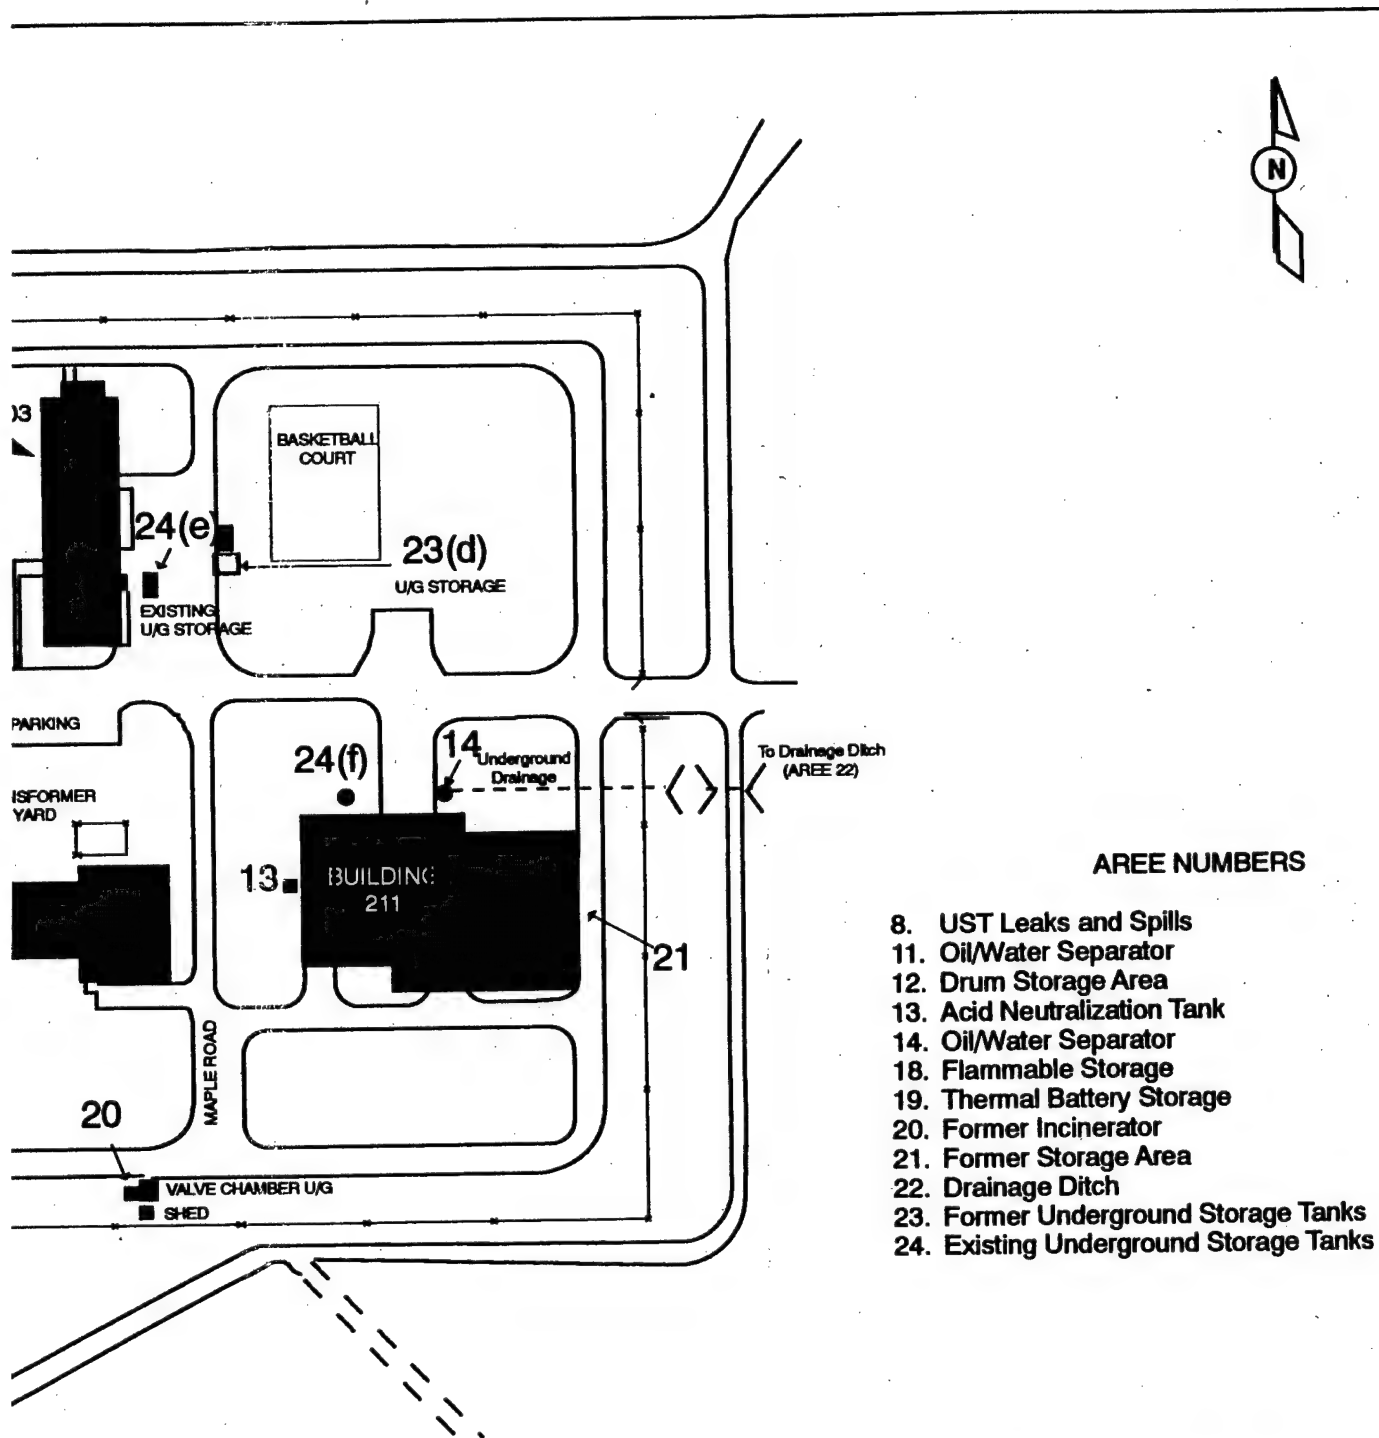 N
03
BASKETBALL
COURT
24(e)
23(d)
U/G STORAGE
EXISTING
U/G STORAGE
PARKING
24(f)
14
Underground
Drainage
To Drainage Ditch
(AREE 22)
ISFORMER
YARD
13
BUILDING
211
21
MAPLE ROAD
20
VALVE CHAMBER U/G
SHED
AREE NUMBERS
8. UST Leaks and Spills
11. Oil/Water Separator
12. Drum Storage Area
13. Acid Neutralization Tank
14. Oil/Water Separator
18. Flammable Storage
19. Thermal Battery Storage
20. Former Incinerator
21. Former Storage Area
22. Drainage Ditch
23. Former Underground Storage Tanks
24. Existing Underground Storage Tanks